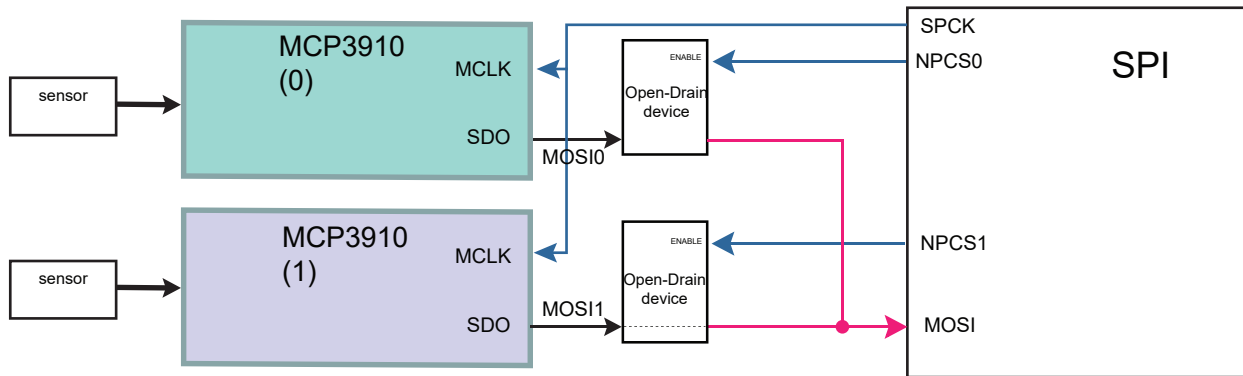 MCP3910
(0)
MCLK
SDO
sensor
MOSI0
ENABLE
Open-Drain
device
SPCK
NPCS0
SPI
MCP3910
(1)
MCLK
SDO
sensor
MOSI1
ENABLE
Open-Drain
device
NPCS1
MOSI